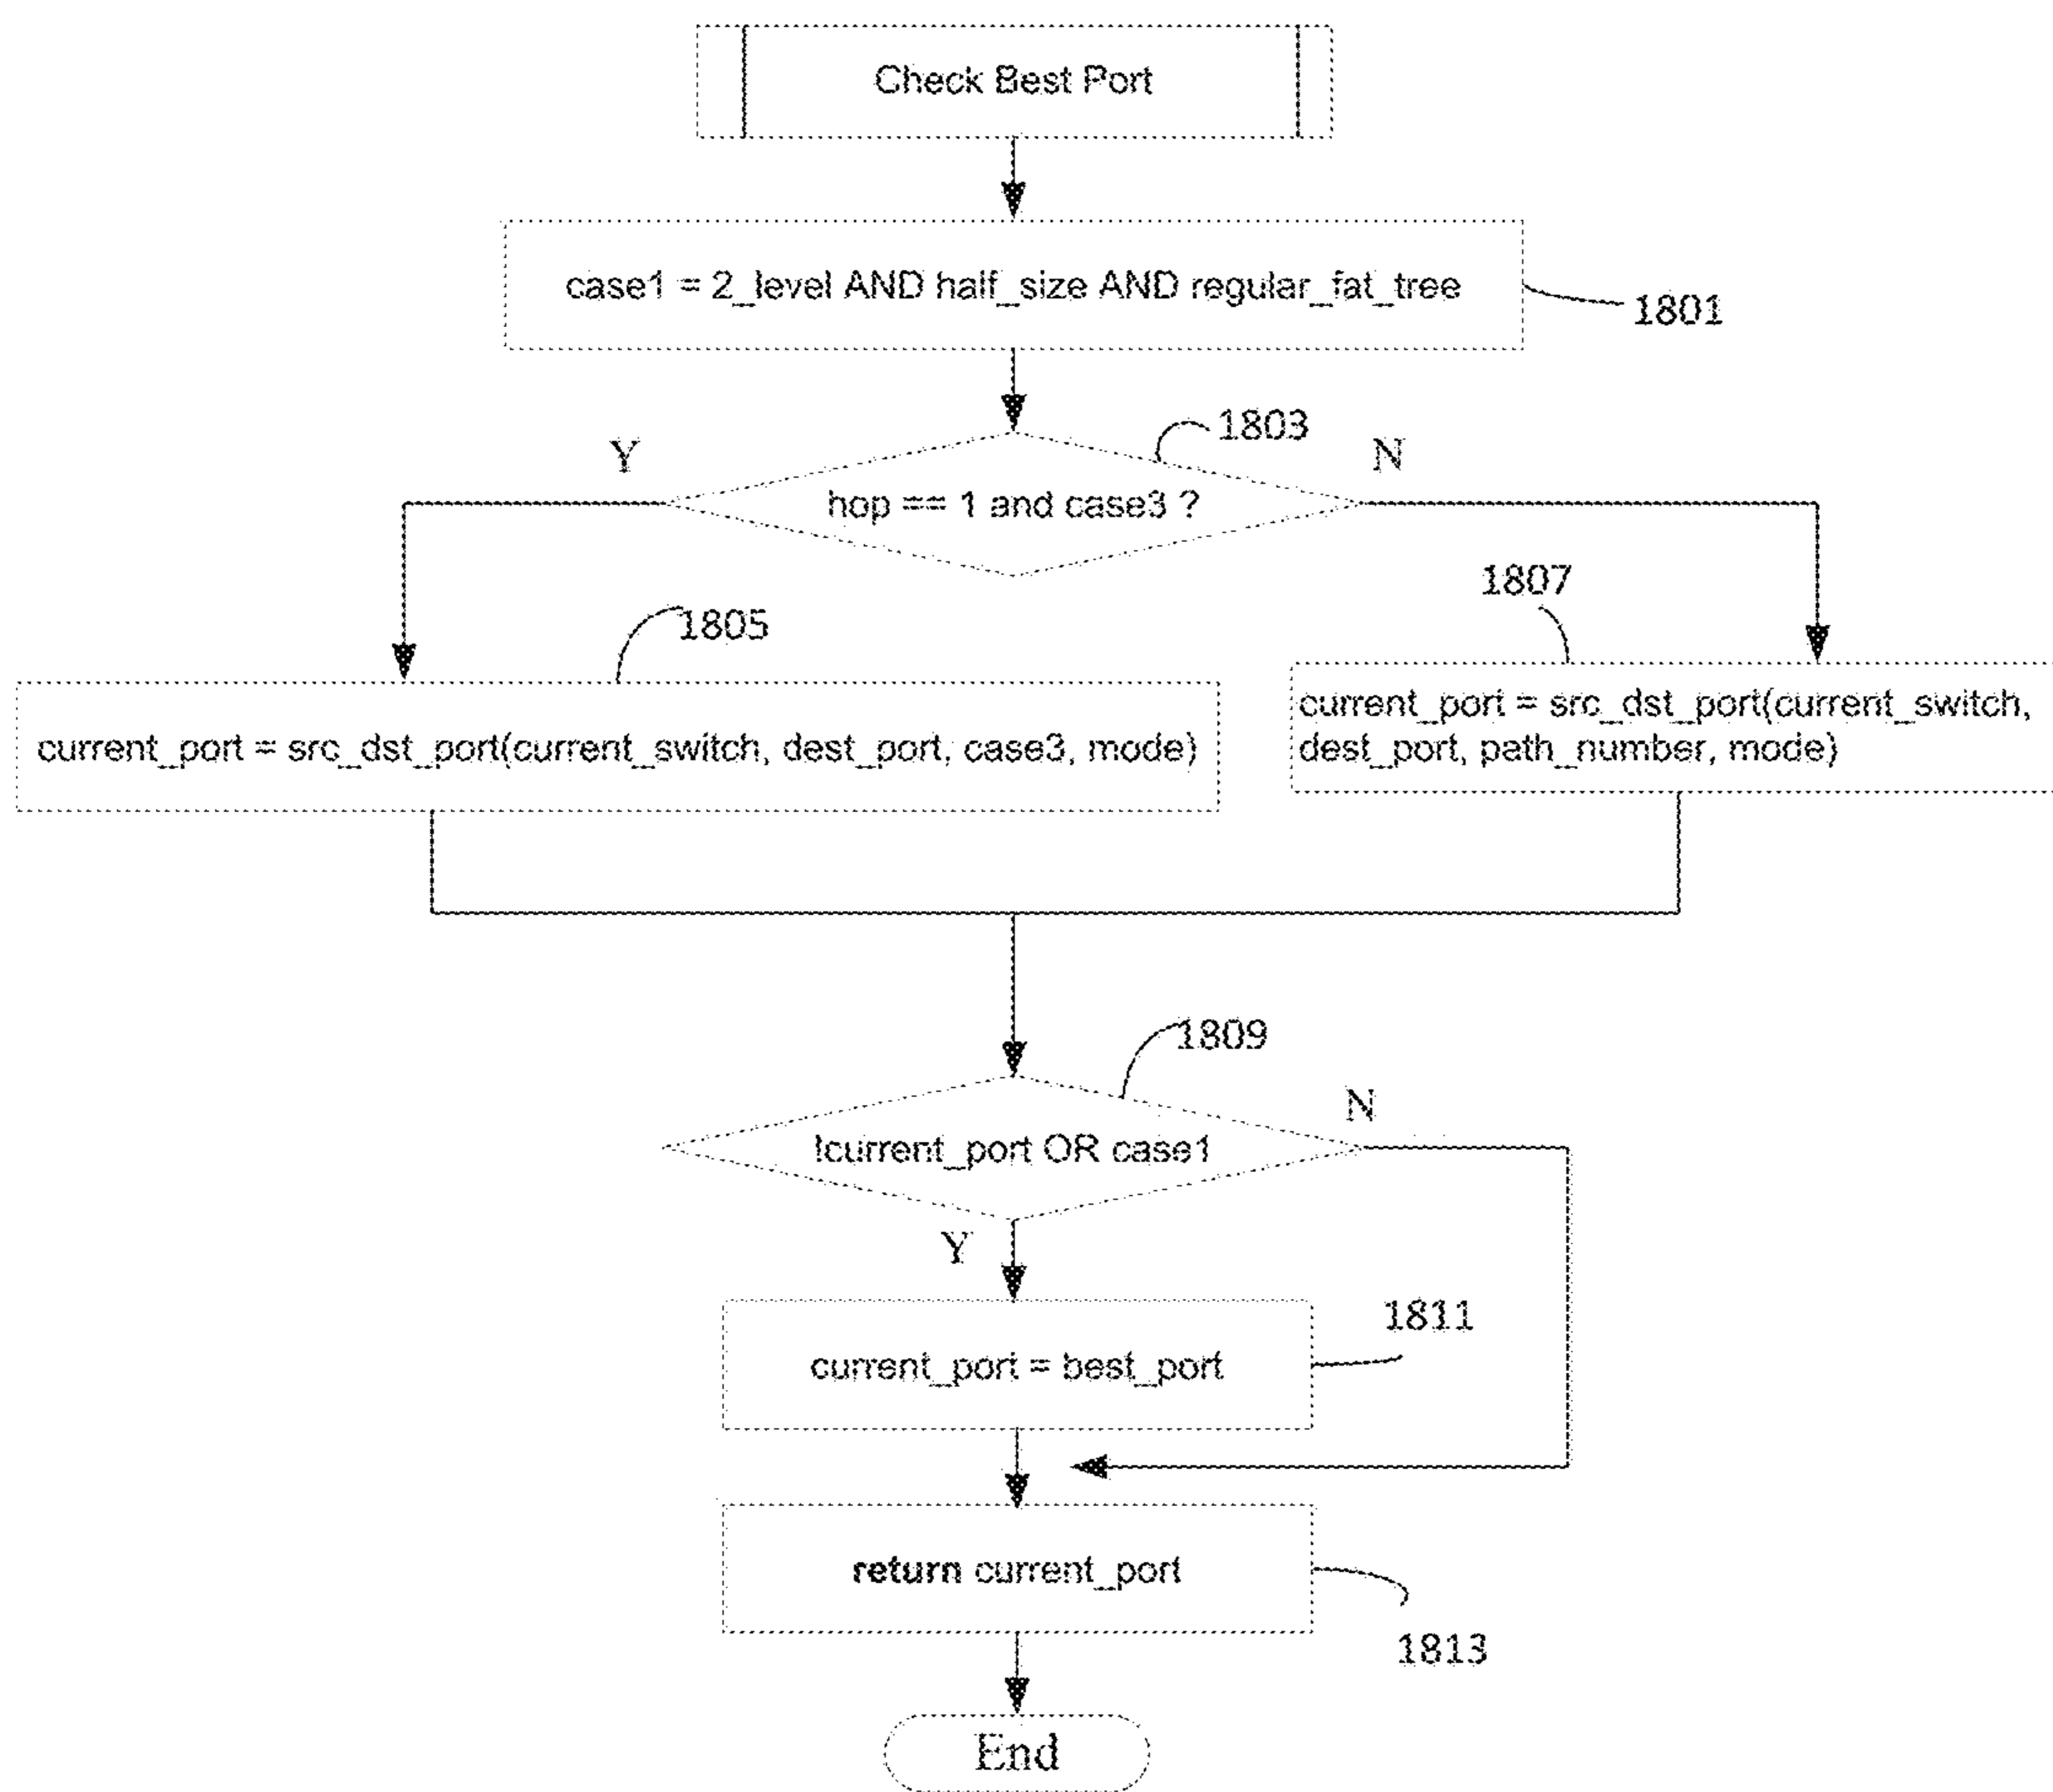 Check Best Port
case1 = 2_level AND half_size AND regular_fat_tree
1801
1803
Y
N
hop == 1 and case3 ?
1807
1805
current_port = src_dst_port(current_switch, dest_port, case3, mode)
current_port = src_dst_port(current_switch,
dest_port, path_number, mode)
1809
N
!current_port OR case1
Y
1811
current_port = best_port
return current_port
1813
End